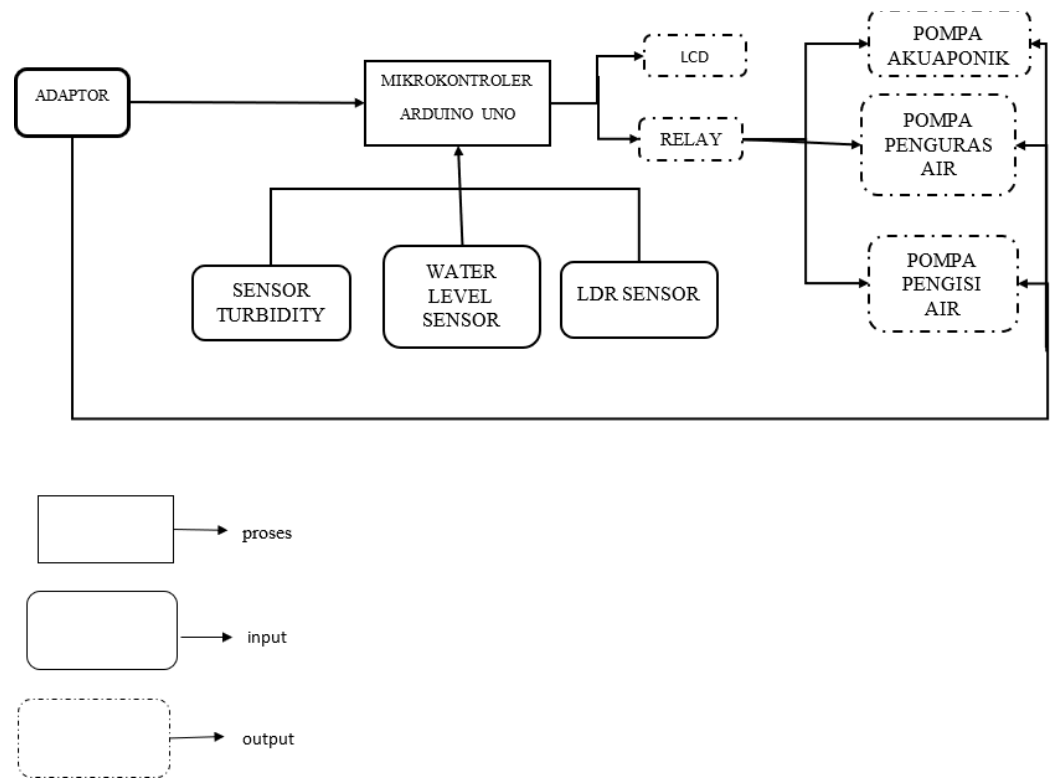 ADAPTOR
MIKROKONTROLER
ARDUINO UNO
LCD
RELAY
POMPA
AKUAPONIK
POMPA
PENGURAS
AIR
POMPA
PENGISI
AIR
SENSOR
TURBIDITY
WATER
LEVEL
SENSOR
LDR SENSOR
proses
input
output